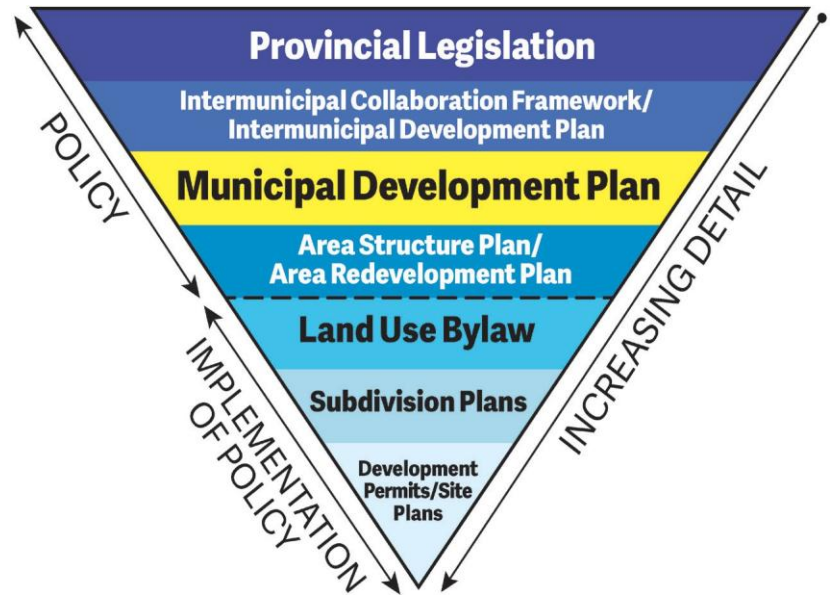 Provincial Legislation
Intermunicipal Collaboration Framework/
Intermunicipal Development Plan
Municipal Development Plan
Area Structure Plan/
Area Redevelopment Plan
Land Use Bylaw
Subdivision Plans
Development
Permits/Site
Plans
POLICY
IMPLEMENTATION
OF POLICY
INCREASING DETAIL